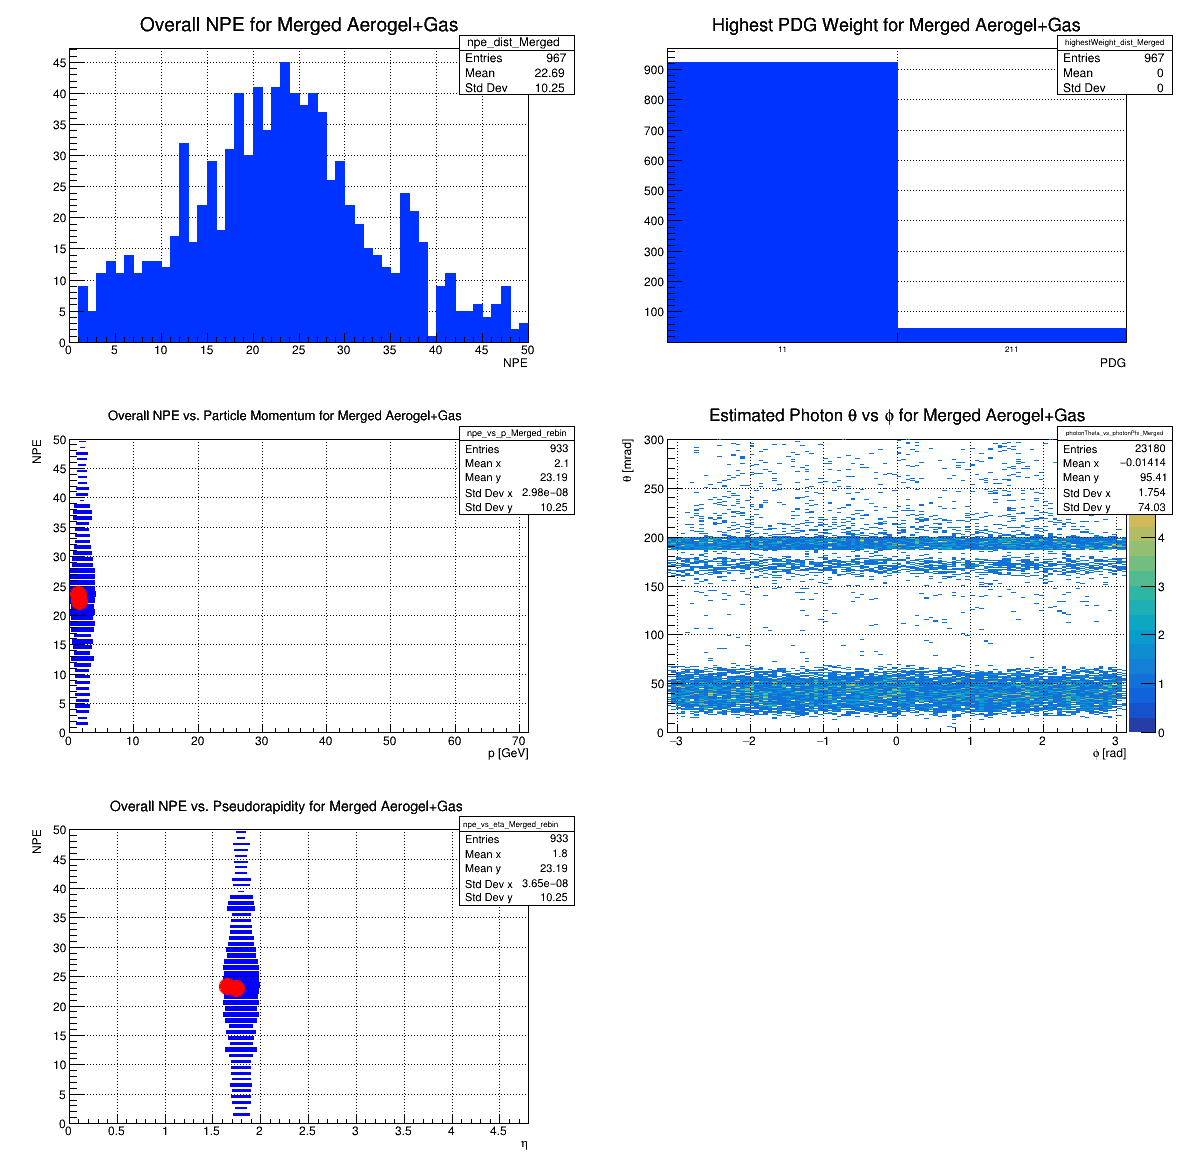 Overall NPE for Merged Aerogel+Gas
npe_dist_Merged
Entries 967
Mean 22.69
Std Dev 10.25
45
40
35
30
25
20
15
10
5
0
0 5 10 15 20 25 30 35 40 45 50
NPE
Highest PDG Weight for Merged Aerogel+Gas
highestWeight_dist_Merged
Entries 967
Mean 0
Std Dev 0
900
800
700
600
500
400
300
200
100
11 211
PDG
Overall NPE vs. Particle Momentum for Merged Aerogel+Gas
npe_vs_p_Merged_rebin
Entries 933
Mean x 2.1
Mean y 23.19
Std Dev x 2.98e−08
Std Dev y 10.25
NPE
50
45
40
35
30
25
20
15
10
5
0
0 10 20 30 40 50 60 70
p [GeV]
Estimated Photon θ vs ϕ for Merged Aerogel+Gas
photonTheta_vs_photonPhi_Merged
Entries 23180
Mean x −0.01414
Mean y 95.41
Std Dev x 1.754
Std Dev y 74.03
θ [mrad]
300
250
200
150
100
50
0
−3 −2 −1 0 1 2 3
ϕ [rad]
4
3
2
1
0
Overall NPE vs. Pseudorapidity for Merged Aerogel+Gas
npe_vs_eta_Merged_rebin
Entries 933
Mean x 1.8
Mean y 23.19
Std Dev x 3.65e−08
Std Dev y 10.25
NPE
50
45
40
35
30
25
20
15
10
5
0
0 0.5 1 1.5 2 2.5 3 3.5 4 4.5
η